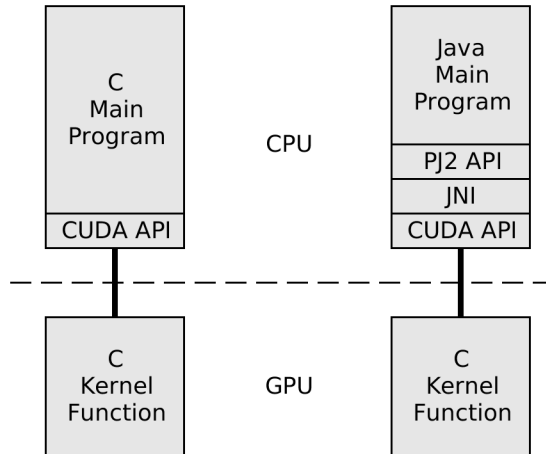 C
Main
Program
CUDA API
CPU
Java
Main
Program
PJ2 API
JNI
CUDA API
C
Kernel
Function
GPU
C
Kernel
Function